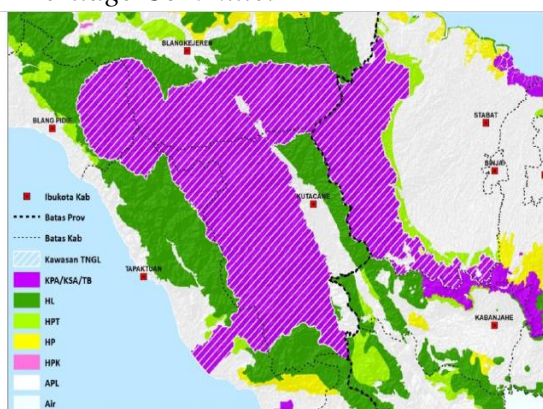 BLANGKEJEREN
BLANG PIDIE
STABAT
BINJAI
KUTACANE
TAPAKTUAN
KABANJAHE
Ibukota Kab
Batas Prov
Batas Kab
Kawasan TNGL
KPA/KSA/TB
HL
HPT
HP
HPK
APL
Air